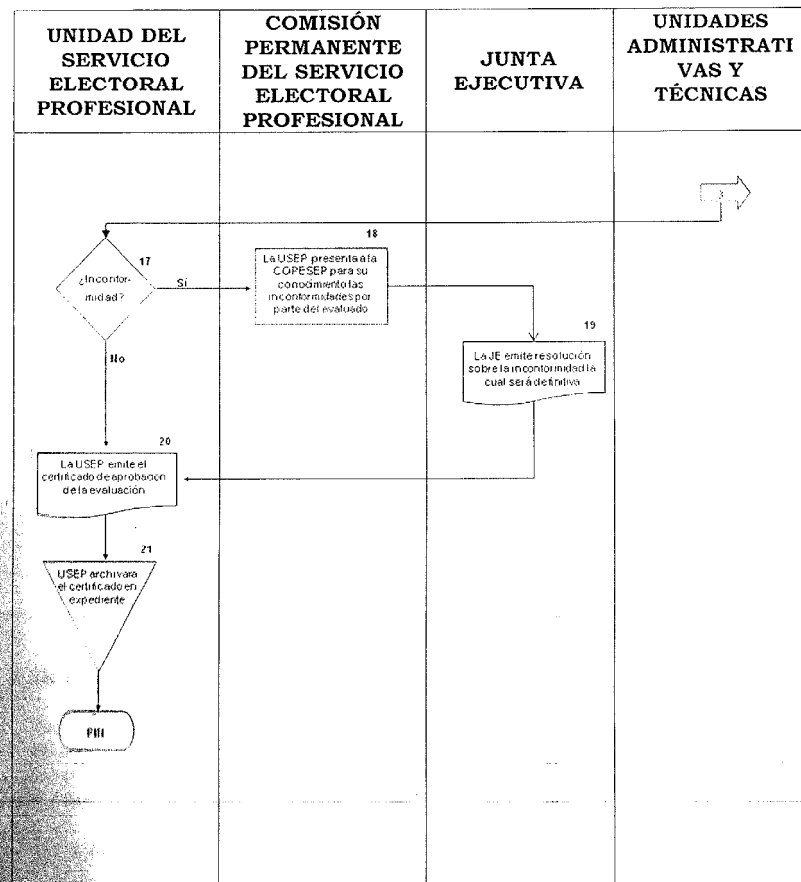 UNIDAD DEL
SERVICIO
ELECTORAL
PROFESIONAL
COMISIÓN
PERMANENTE
DEL SERVICIO
ELECTORAL
PROFESIONAL
JUNTA
EJECUTIVA
UNIDADES
ADMINISTRATI
VAS Y
TÉCNICAS
3
17
¿Inconfor-
midad?
Sí
No
18
La USEP presenta a la
COPESEP para su
conocimiento las
inconformidades por
parte del evaluado
19
La JE emite resolución
sobre la inconformidad la
cual será definitiva
20
La USEP emite el
certificado de aprobación
de la evaluación
21
USEP archivara
el certificado en
expediente
FIN